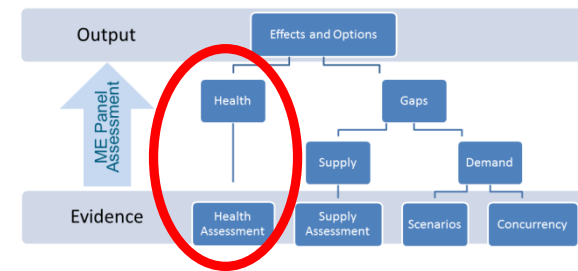 Output
Effects and Options
ME Panel
Assessment
Health
Gaps
Supply
Demand
Evidence
Health
Assessment
Supply
Assessment
Scenarios
Concurrency